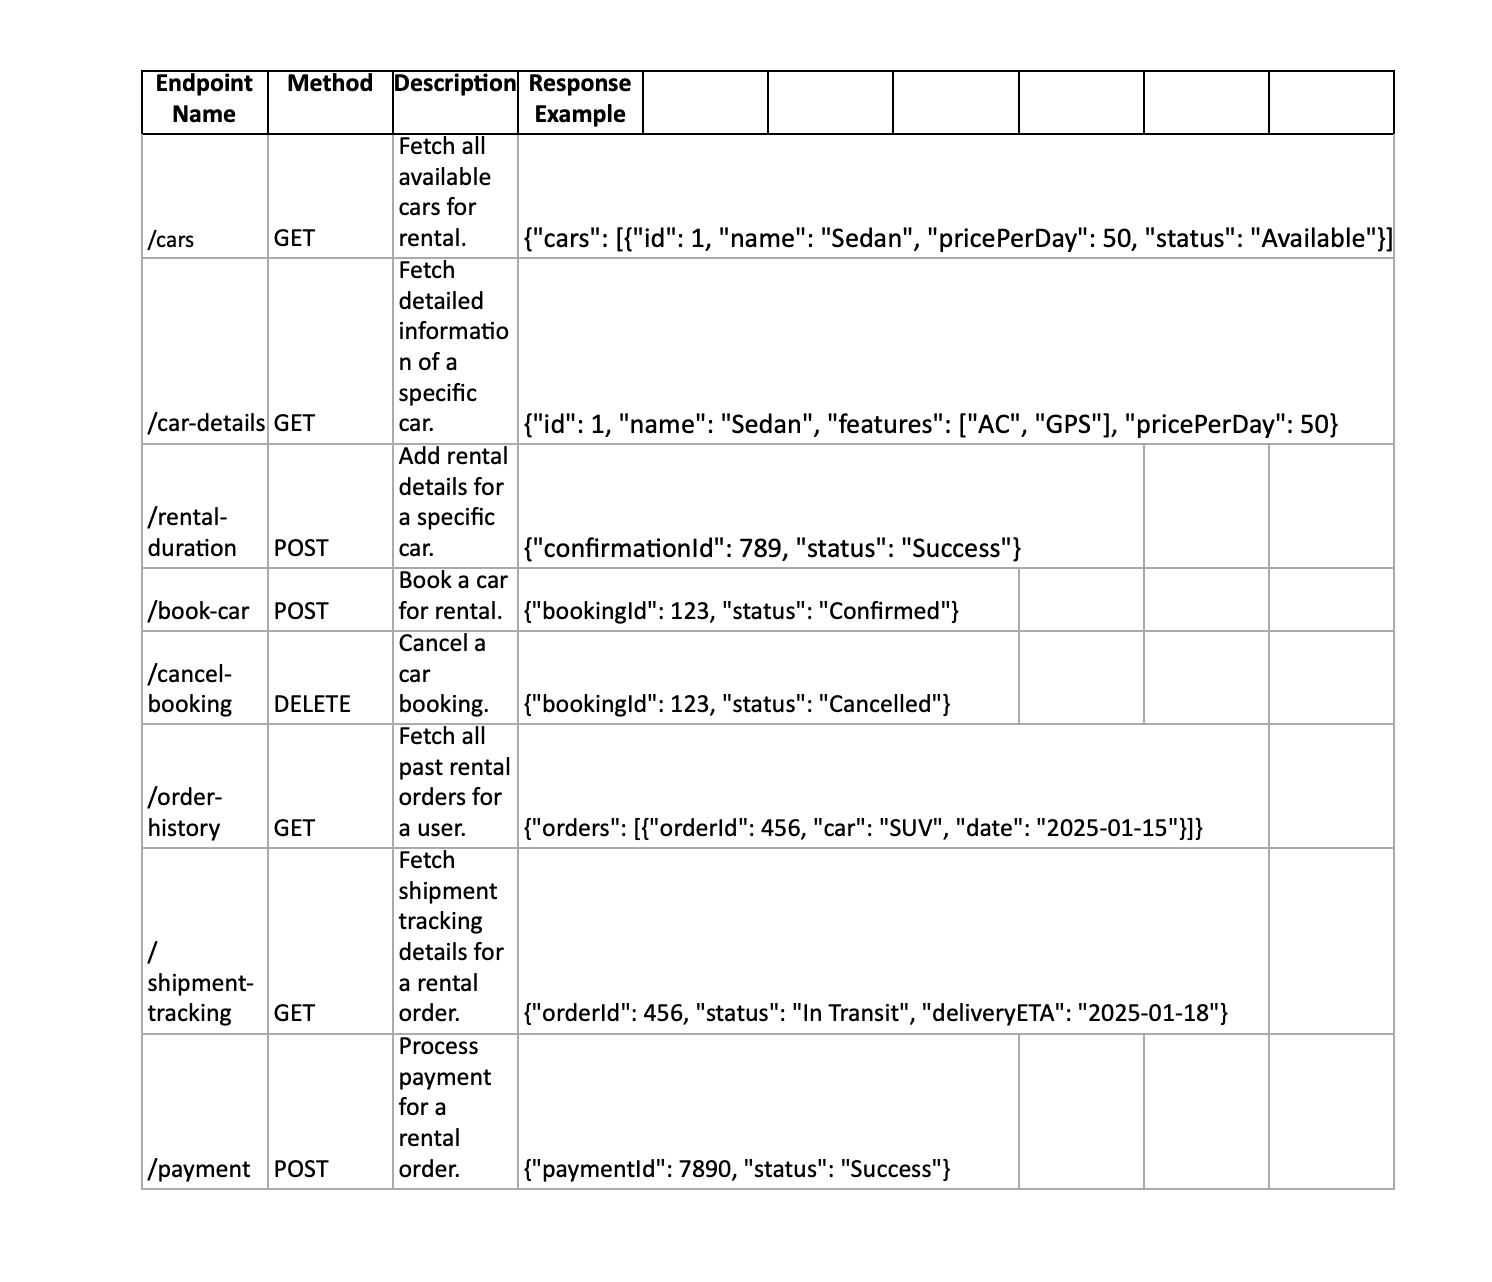 Endpoint
Name
Method
Description
Response
Example
/cars
GET
Fetch all
available
cars for
rental.
{"cars": [{"id": 1, "name": "Sedan", "pricePerDay": 50, "status": "Available"}]
/car-details
GET
Fetch
detailed
informatio
n of a
specific
car.
{"id": 1, "name": "Sedan", "features": ["AC", "GPS"], "pricePerDay": 50}
/rental-
duration
POST
Add rental
details for
a specific
car.
{"confirmationId": 789, "status": "Success"}
/book-car
POST
Book a car
for rental.
{"bookingId": 123, "status": "Confirmed"}
/cancel-
booking
DELETE
Cancel a
car
booking.
{"bookingId": 123, "status": "Cancelled"}
/order-
history
GET
Fetch all
past rental
orders for
a user.
{"orders": [{"orderId": 456, "car": "SUV", "date": "2025-01-15"}]}
/
shipment-
tracking
GET
Fetch
shipment
tracking
details for
a rental
order.
{"orderId": 456, "status": "In Transit", "deliveryETA": "2025-01-18"}
/payment
POST
Process
payment
for a
rental
order.
{"paymentId": 7890, "status": "Success"}